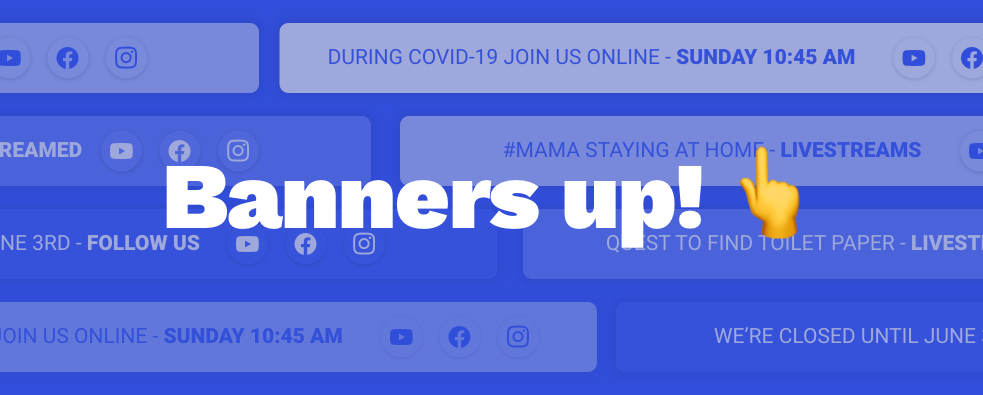 DURING COVID-19 JOIN US ONLINE - SUNDAY 10:45 AM
REAMED
#MAMA STAYING AT HOME - LIVESTREAMS
Banners up!
NE 3RD - FOLLOW US
QUEST TO FIND TOILET PAPER - LIVEST
JOIN US ONLINE - SUNDAY 10:45 AM
WE'RE CLOSED UNTIL JUNE